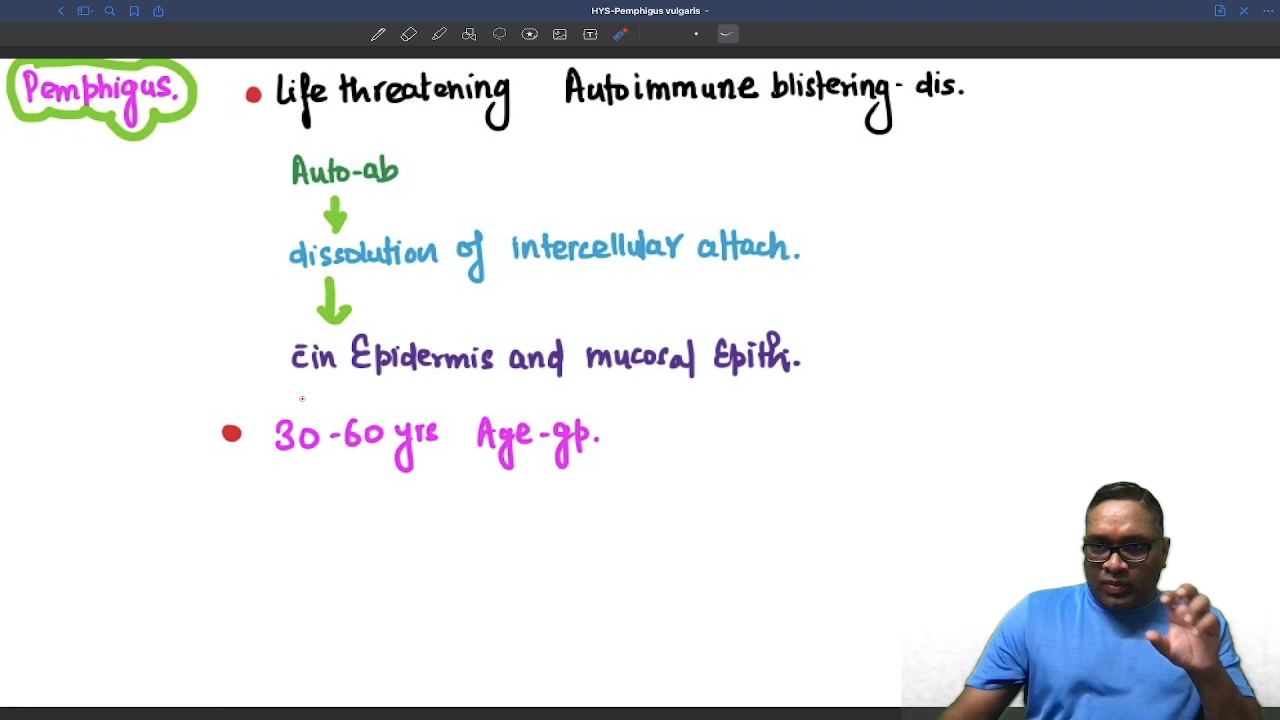 HYS-Pemphigus vulgaris
Pemphigus. • Life threatening Autoimmune blistering - dis.
Auto-ab
dissolution of intercellular attach.
c̄in Epidermis and mucosal Epith.
• 30-60 yrs Age-gp.